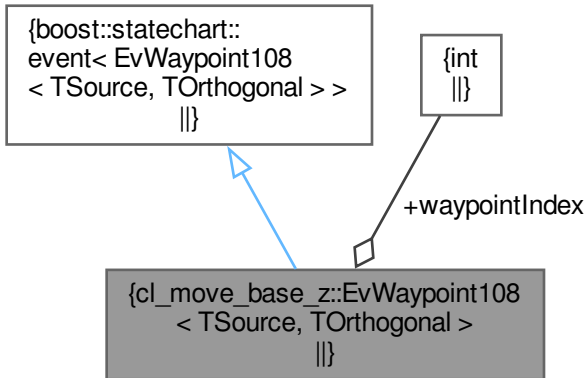 {boost::statechart::
event< EvWaypoint108
< TSource, TOrthogonal > >
||}
{int
||}
+waypointIndex
{cl_move_base_z::EvWaypoint108
< TSource, TOrthogonal >
||}